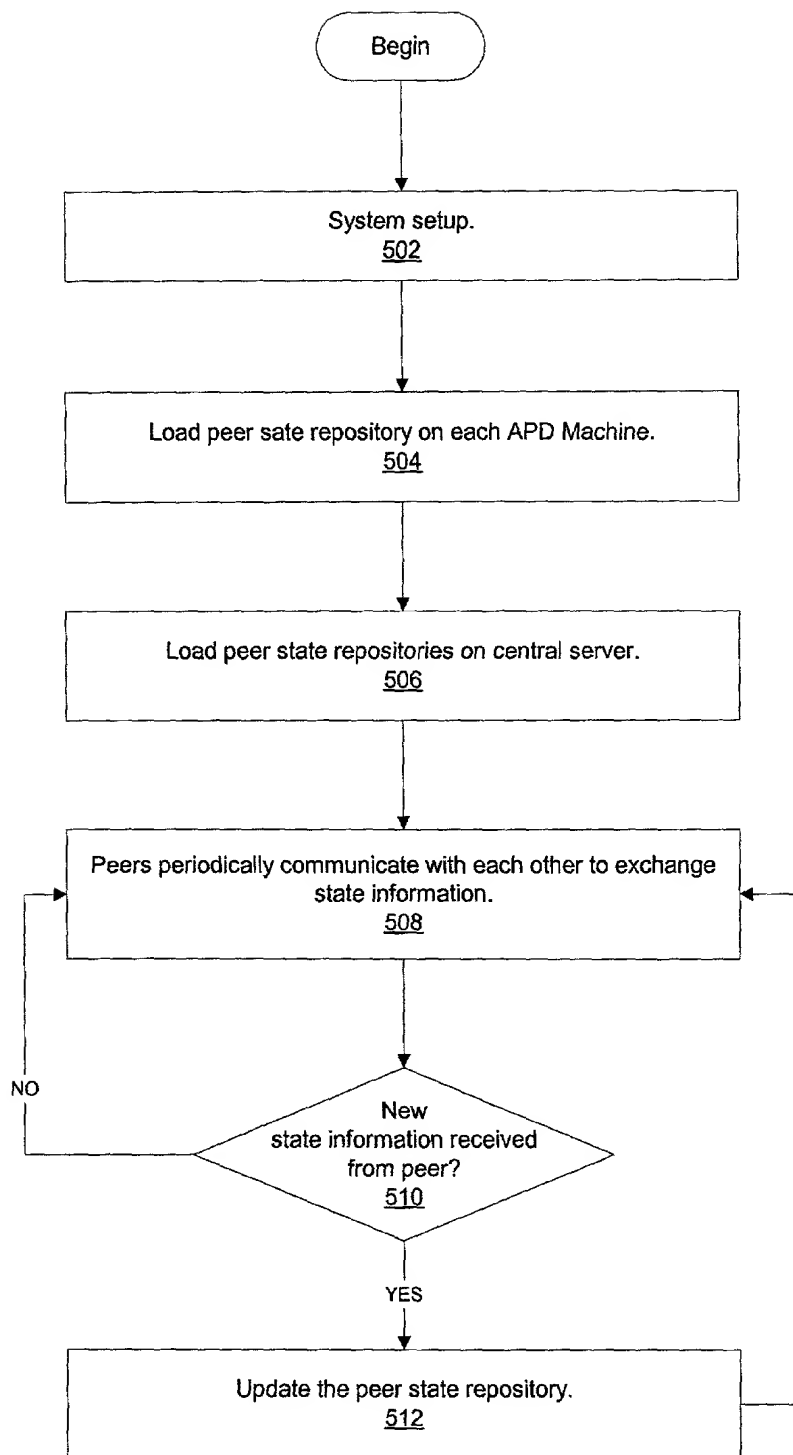 Begin
System setup.
502
Load peer sate repository on each APD Machine.
504
Load peer state repositories on central server.
506
Peers periodically communicate with each other to exchange
state information.
508
NO
New
state information received
from peer?
510
YES
Update the peer state repository.
512